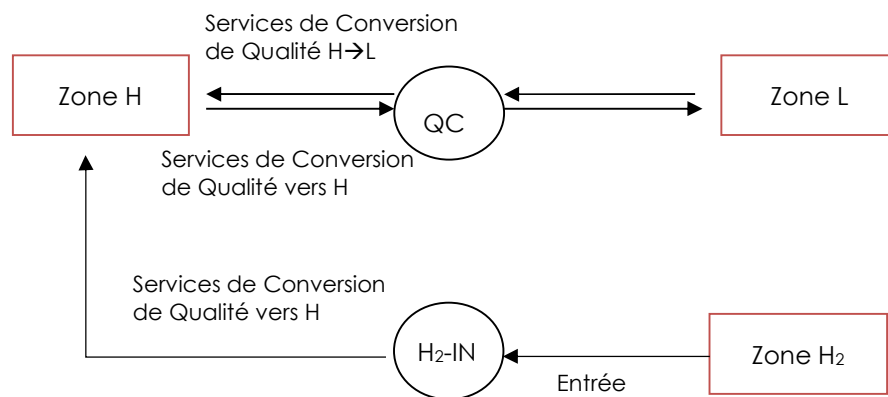 Services de Conversion
de Qualité H→L
Zone H
QC
Zone L
Services de Conversion
de Qualité vers H
Services de Conversion
de Qualité vers H
H₂-IN
Zone H₂
Entrée